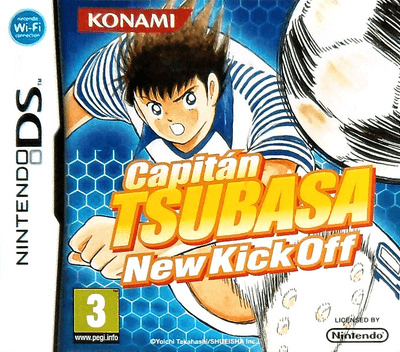 Nintendo
Wi-Fi
connection
KONAMI
NINTENDO DS™
Capitán
TSUBASA
New Kick Off
3
www.pegi.info
©Yoichi Takahashi/SHUEISHA Inc.
LICENSED BY
Nintendo